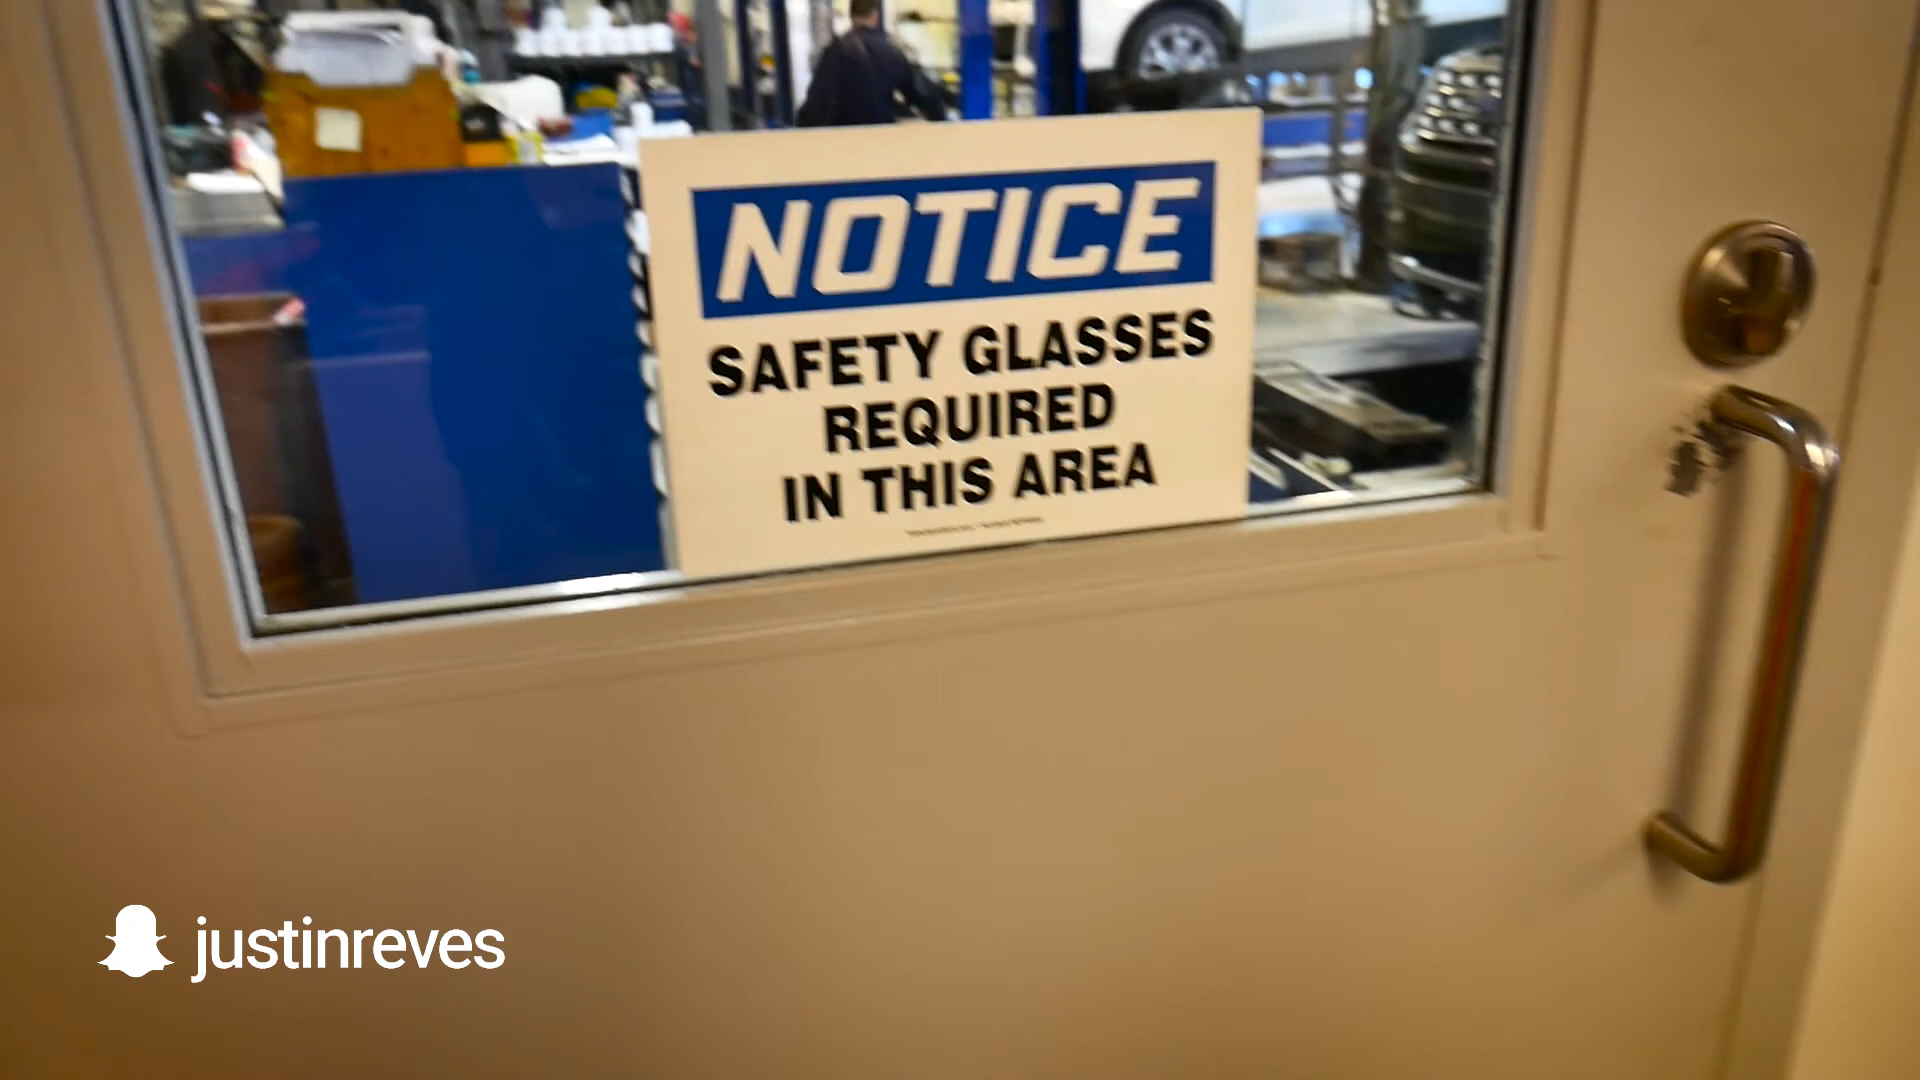 NOTICE
SAFETY GLASSES
REQUIRED
IN THIS AREA
justinreves